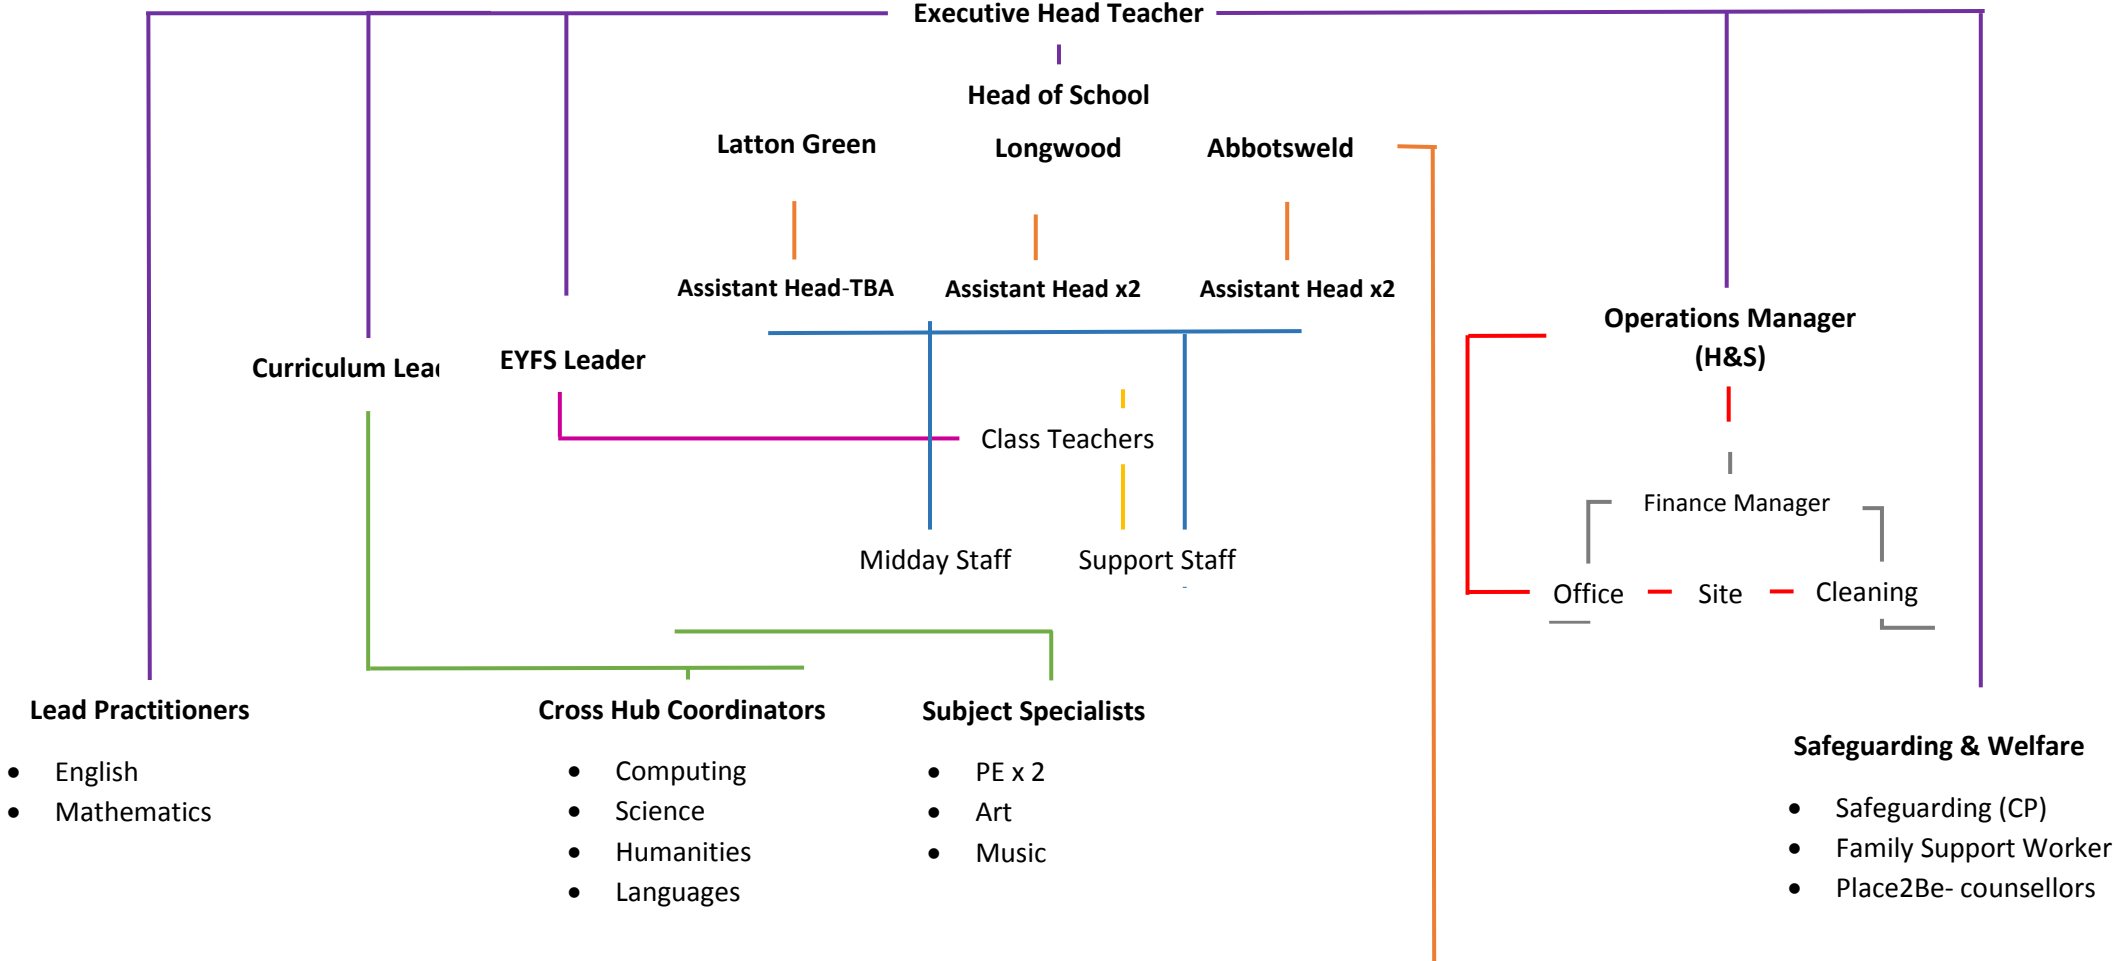 Executive Head Teacher
Head of School
Latton Green
Longwood
Abbotsweld
Assistant Head-TBA
Assistant Head x2
Assistant Head x2
Operations Manager
(H&S)
Curriculum Lead
EYFS Leader
Class Teachers
Finance Manager
Midday Staff
Support Staff
Office
Site
Cleaning
Lead Practitioners
• English
• Mathematics
Cross Hub Coordinators
• Computing
• Science
• Humanities
• Languages
Subject Specialists
• PE x 2
• Art
• Music
Safeguarding & Welfare
• Safeguarding (CP)
• Family Support Worker
• Place2Be- counsellors